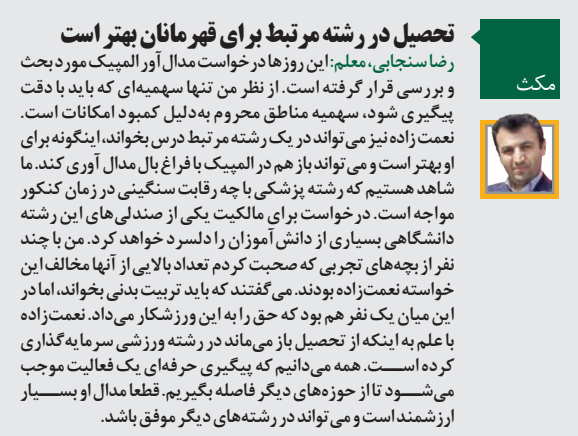 مکث
تحصیل در رشته مرتبط برای قهرمانان بهتر است
رضا سنجابی، معلم: این روزها درخواست مدال‌آور المپیک مورد بحث
و بررسی قرار گرفته است. از نظر من تنها سهمیه‌ای که باید با دقت
پیگیری شود، سهمیه مناطق محروم به‌دلیل کمبود امکانات است.
نعمت زاده نیز می‌تواند در یک رشته مرتبط درس بخواند، اینگونه برای
او بهتر است و می‌تواند باز هم در المپیک با فراغ بال مدال آوری کند. ما
شاهد هستیم که رشته پزشکی با چه رقابت سنگینی در زمان کنکور
مواجه است. درخواست برای مالکیت یکی از صندلی‌های این رشته
دانشگاهی بسیاری از دانش‌آموزان را دلسرد خواهد کرد. من با چند
نفر از بچه‌های تجربی که صحبت کردم تعداد بالایی از آنها مخالف این
خواسته نعمت‌زاده بودند. می‌گفتند که باید تربیت بدنی بخواند، اما در
این میان یک نفر هم بود که حق را به این ورزشکار می‌داد. نعمت‌زاده
با علم به اینکه از تحصیل باز می‌ماند در رشته ورزشی سرمایه‌گذاری
کرده اســـت. همه می‌دانیم که پیگیری حرفه‌ای یک فعالیت موجب
می‌شـــود تا از حوزه‌های دیگر فاصله بگیریم. قطعا مدال او بســـیار
ارزشمند است و می‌تواند در رشته‌های دیگر موفق باشد.